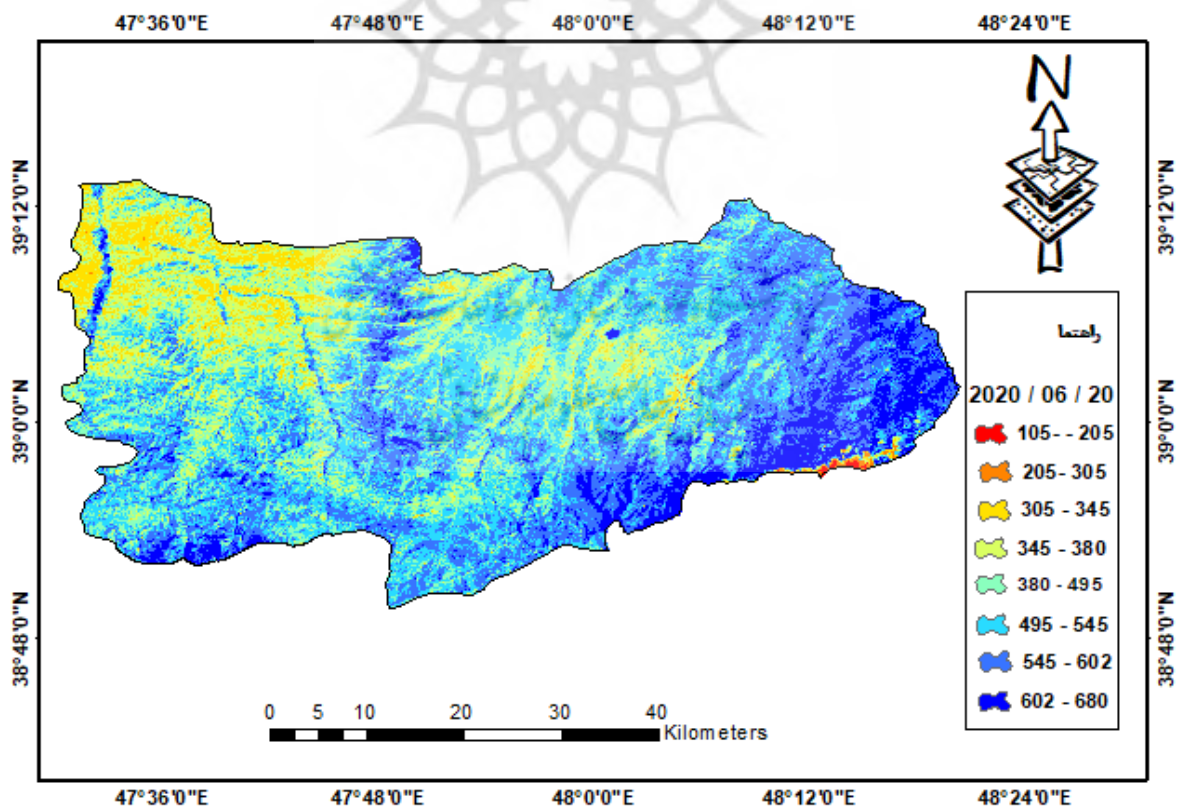 47°36'0"E 47°48'0"E 48°0'0"E 48°12'0"E 48°24'0"E
N
39°12'0"N 39°12'0"N
راهنما
2020 / 06 / 20
105- - 205
205 - 305
305 - 345
345 - 380
380 - 495
495 - 545
545 - 602
602 - 680
39°0'0"N 39°0'0"N
38°48'0"N 38°48'0"N
0 5 10 20 30 40
Kilometers
47°36'0"E 47°48'0"E 48°0'0"E 48°12'0"E 48°24'0"E